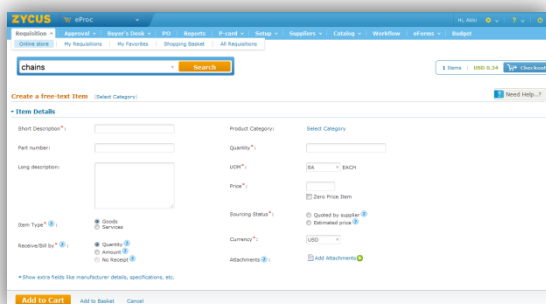 ZYCUS eProc Hi, Rob!
Requisition Approval Buyer's Desk PO Reports P-card Setup Suppliers Catalog Workflow eForms Budget
Online store My Requisitions My Favorites Shopping Basket All Requisitions
chains Search 1 Items USD 0.34 Checkout
Create a free-text Item (Select Category) Need Help..?
Item Details
Short Description*: Product Category: Select Category
Part number: Quantity*:
Long description: UOM*: EA EACH
Price*:
Zero Price Item
Item Type*: Goods Sourcing Status*: Quoted by supplier
Services Estimated price
Receive/Bill by*: Quantity Currency*: USD
Amount
No Receipt Attachments: Add Attachments
Show extra fields like manufacturer details, specifications, etc.
Add to Cart Add to Basket Cancel